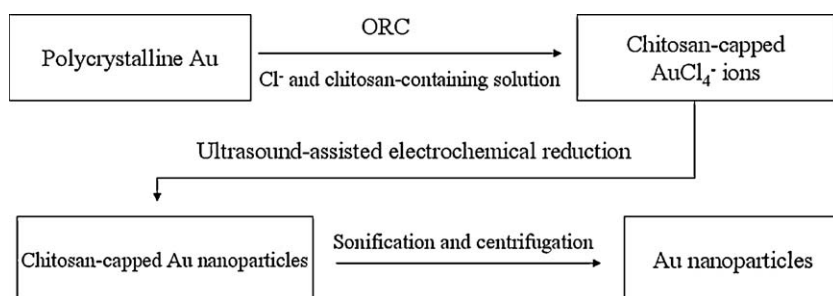 Polycrystalline Au
ORC
Cl- and chitosan-containing solution
Chitosan-capped
AuCl4- ions
Ultrasound-assisted electrochemical reduction
Chitosan-capped Au nanoparticles
Sonification and centrifugation
Au nanoparticles